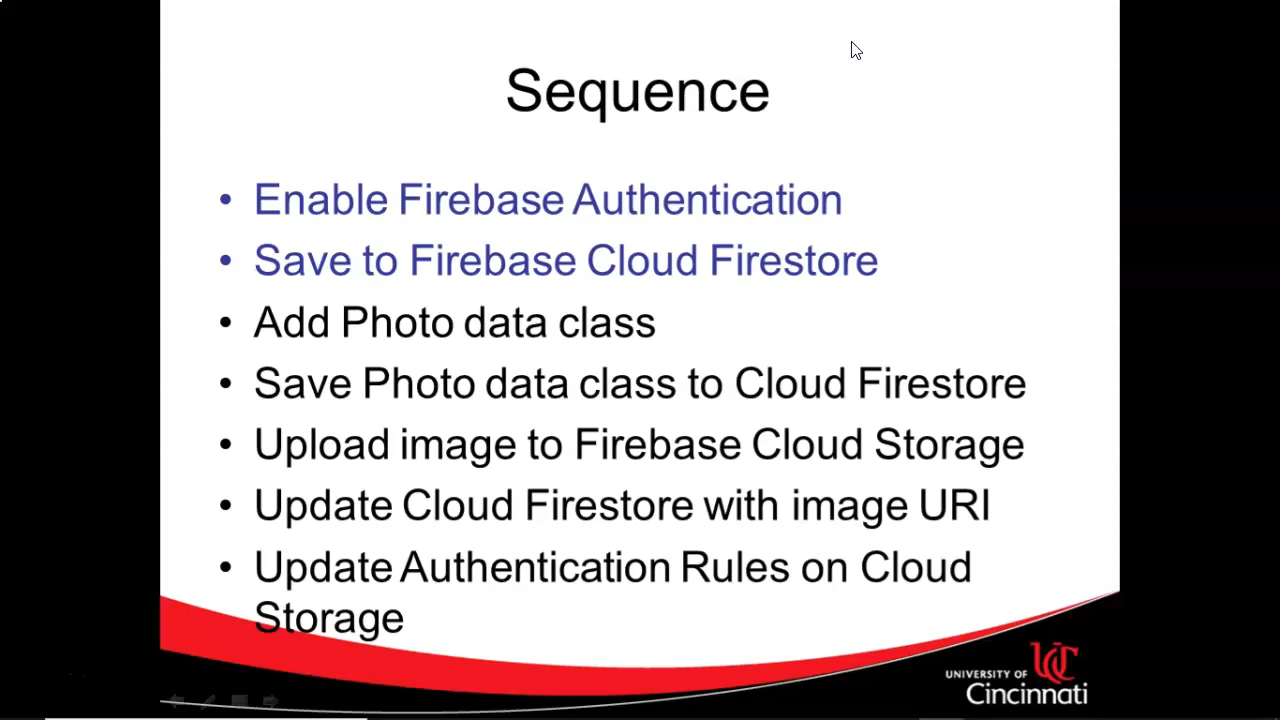 Sequence
• Enable Firebase Authentication
• Save to Firebase Cloud Firestore
• Add Photo data class
• Save Photo data class to Cloud Firestore
• Upload image to Firebase Cloud Storage
• Update Cloud Firestore with image URI
• Update Authentication Rules on Cloud
Storage
UC
UNIVERSITY OF
Cincinnati